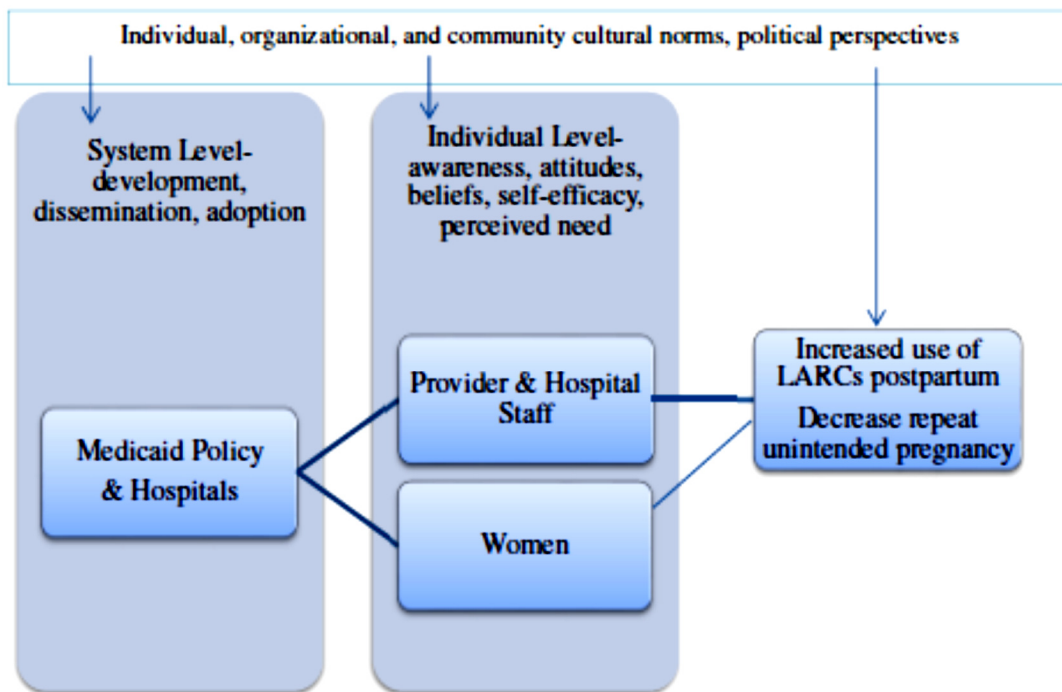 Individual, organizational, and community cultural norms, political perspectives
System Level-
development,
dissemination, adoption
Individual Level-
awareness, attitudes,
beliefs, self-efficacy,
perceived need
Medicaid Policy
& Hospitals
Provider & Hospital
Staff
Women
Increased use of
LARCs postpartum
Decrease repeat
unintended pregnancy